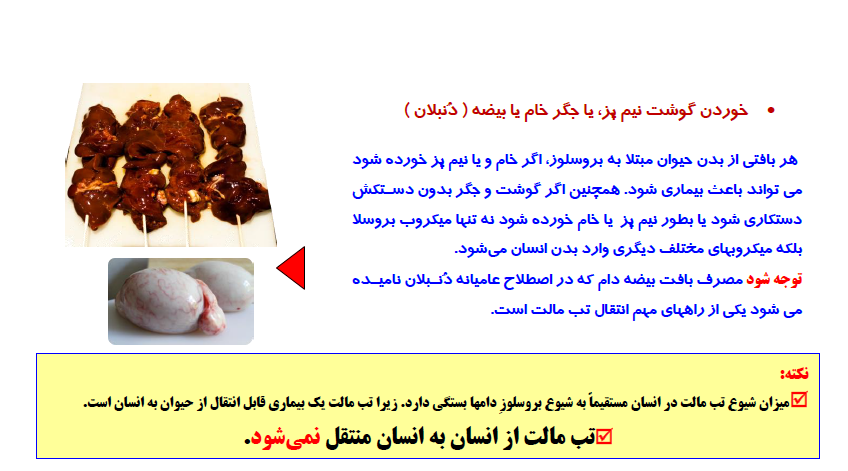 • خوردن گوشت نیم پز، یا جگر خام یا بیضه ( دُنبلان )
هر بافتی از بدن حیوان مبتلا به بروسلوز، اگر خام و یا نیم پز خورده شود
می تواند باعث بیماری شود. همچنین اگر گوشت و جگر بدون دستکش
دستکاری شود یا بطور نیم پز یا خام خورده شود نه تنها میکروب بروسلا
بلکه میکروبهای مختلف دیگری وارد بدن انسان می‌شود.
توجه شود مصرف بافت بیضه دام که در اصطلاح عامیانه دُنبلان نامیده
می شود یکی از راههای مهم انتقال تب مالت است.
نکته:
☑میزان شیوع تب مالت در انسان مستقیماً به شیوع بروسلوزِ دامها بستگی دارد. زیرا تب مالت یک بیماری قابل انتقال از حیوان به انسان است.
☑تب مالت از انسان به انسان منتقل نمی‌شود.